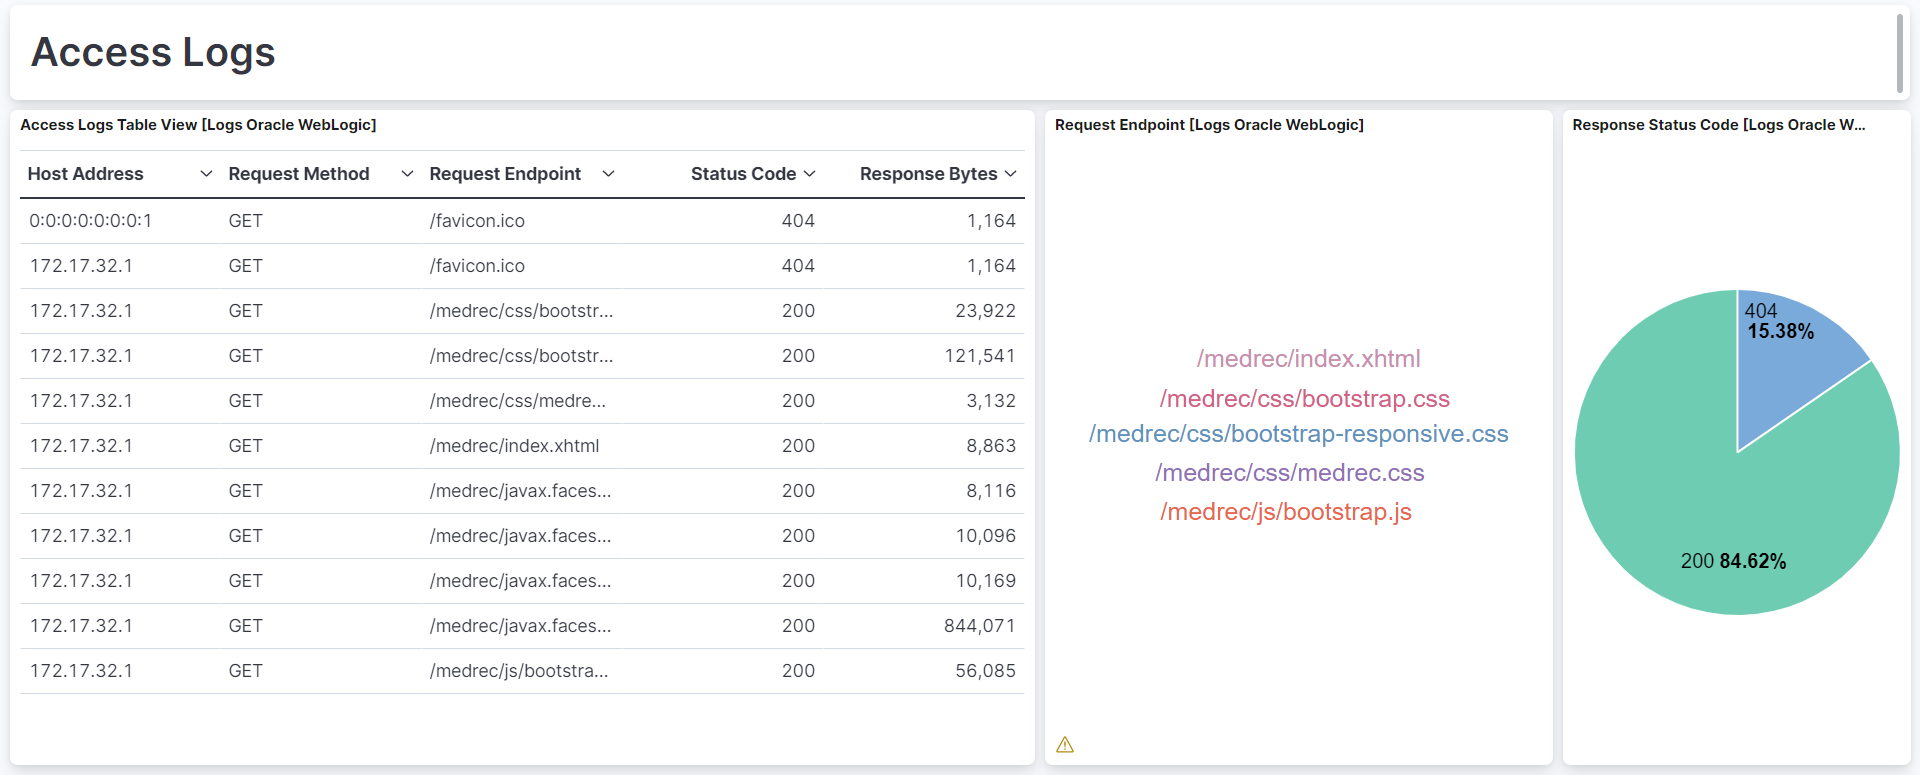 Access Logs
Access Logs Table View [Logs Oracle WebLogic]
Host Address Request Method Request Endpoint Status Code Response Bytes
0:0:0:0:0:0:0:1 GET /favicon.ico 404 1,164
172.17.32.1 GET /favicon.ico 404 1,164
172.17.32.1 GET /medrec/css/bootstr... 200 23,922
172.17.32.1 GET /medrec/css/bootstr... 200 121,541
172.17.32.1 GET /medrec/css/medre... 200 3,132
172.17.32.1 GET /medrec/index.xhtml 200 8,863
172.17.32.1 GET /medrec/javax.faces... 200 8,116
172.17.32.1 GET /medrec/javax.faces... 200 10,096
172.17.32.1 GET /medrec/javax.faces... 200 10,169
172.17.32.1 GET /medrec/javax.faces... 200 844,071
172.17.32.1 GET /medrec/js/bootstra... 200 56,085
Request Endpoint [Logs Oracle WebLogic]
/medrec/index.xhtml
/medrec/css/bootstrap.css
/medrec/css/bootstrap-responsive.css
/medrec/css/medrec.css
/medrec/js/bootstrap.js
Response Status Code [Logs Oracle W...
404
15.38%
200 84.62%